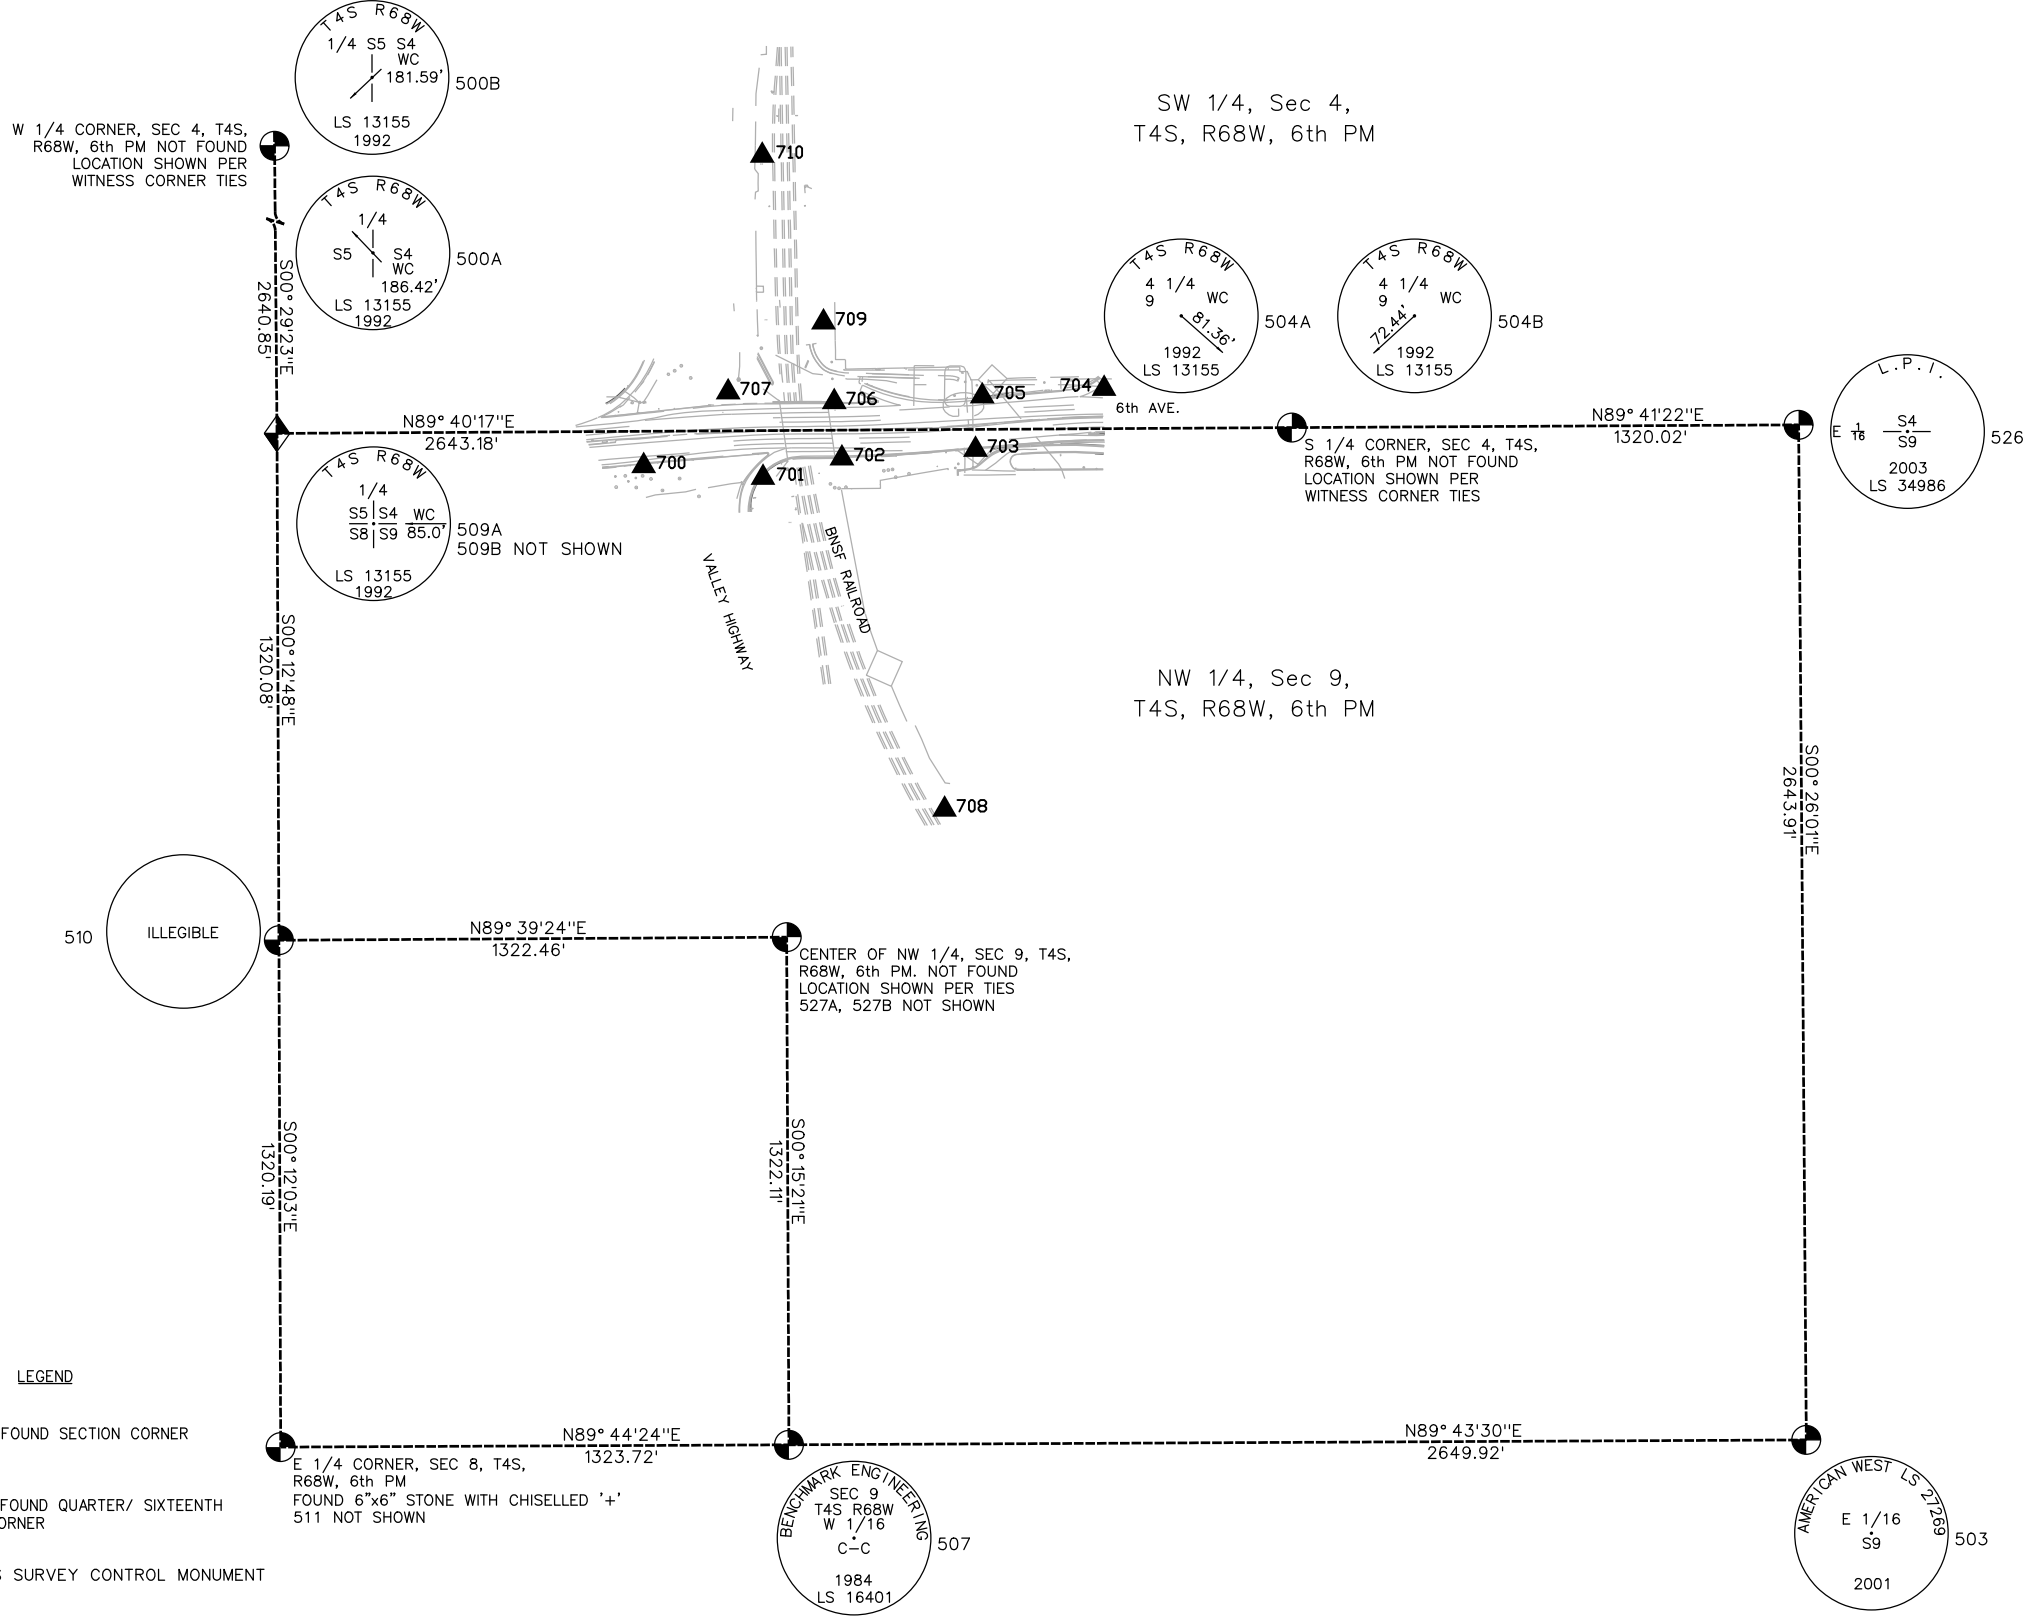 T4S R68W
1/4 S5 S4
WC
181.59'
LS 13155
1992
500B
W 1/4 CORNER, SEC 4, T4S,
R68W, 6th PM NOT FOUND
LOCATION SHOWN PER
WITNESS CORNER TIES
T4S R68W
1/4
S5 S4
WC
186.42'
LS 13155
1992
500A
S00°29'23"E
2640.85'
SW 1/4, Sec 4,
T4S, R68W, 6th PM
710
709
707
706
705
704
6th AVE.
700
701
702
703
T4S R68W
4 1/4
9 WC
81.36'
1992
LS 13155
504A
T4S R68W
4 1/4
9 WC
72.44'
1992
LS 13155
504B
N89°40'17"E
2643.18'
S 1/4 CORNER, SEC 4, T4S,
R68W, 6th PM NOT FOUND
LOCATION SHOWN PER
WITNESS CORNER TIES
N89°41'22"E
1320.02'
L.P.I.
E 1/16 S4
S9
2003
LS 34986
526
T4S R68W
1/4
S5 S4 WC
S8 S9 85.0'
LS 13155
1992
509A
509B NOT SHOWN
VALLEY HIGHWAY
BNSF RAILROAD
S00°12'48"E
1320.08'
NW 1/4, Sec 9,
T4S, R68W, 6th PM
708
S00°26'01"E
2643.91'
510
ILLEGIBLE
N89°39'24"E
1322.46'
CENTER OF NW 1/4, SEC 9, T4S,
R68W, 6th PM. NOT FOUND
LOCATION SHOWN PER TIES
527A, 527B NOT SHOWN
S00°12'03"E
1320.19'
S00°15'21"E
1322.11'
LEGEND
FOUND SECTION CORNER
FOUND QUARTER/ SIXTEENTH
ORNER
S SURVEY CONTROL MONUMENT
N89°44'24"E
1323.72'
E 1/4 CORNER, SEC 8, T4S,
R68W, 6th PM
FOUND 6"x6" STONE WITH CHISELLED '+'
511 NOT SHOWN
N89°43'30"E
2649.92'
BENCHMARK ENGINEERING
SEC 9
T4S R68W
W 1/16
C-C
1984
LS 16401
507
AMERICAN WEST LS 27269
E 1/16
S9
2001
503